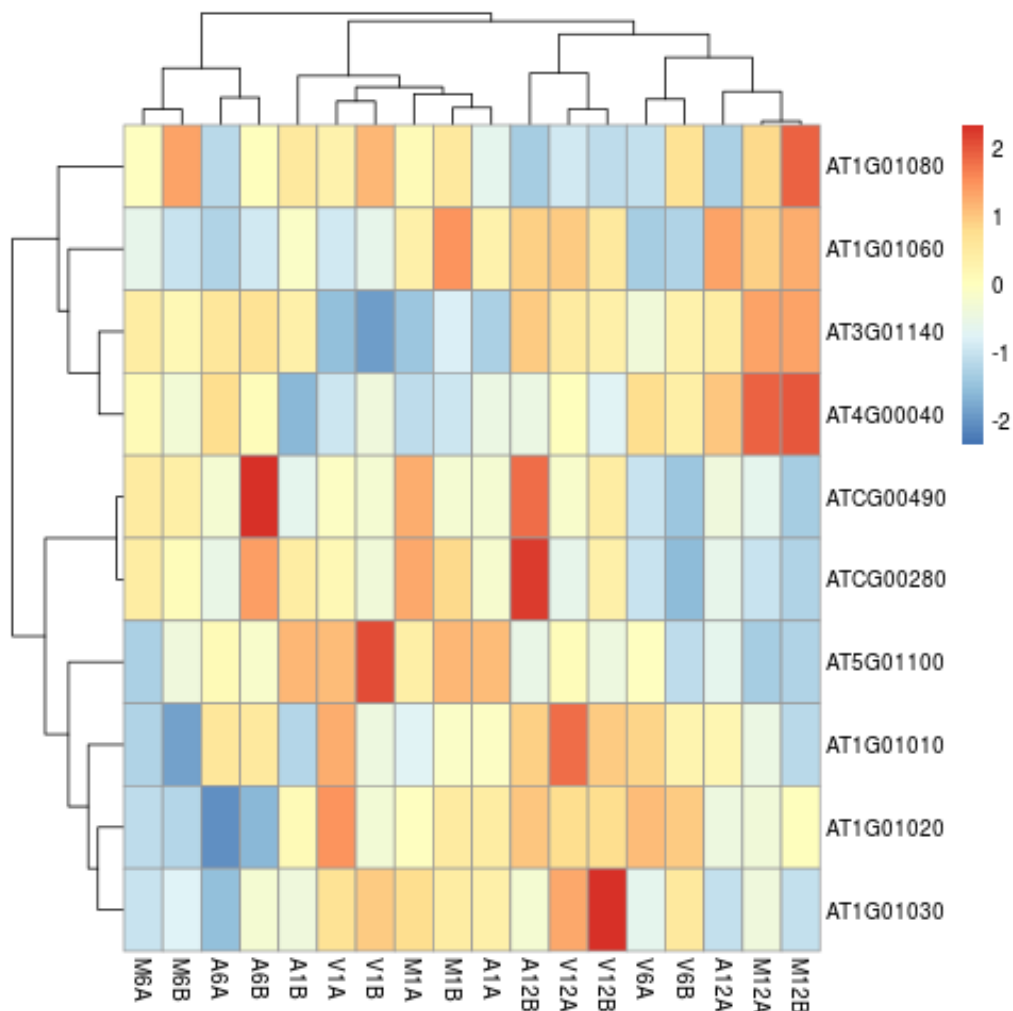 AT1G01080
AT1G01060
AT3G01140
AT4G00040
ATCG00490
ATCG00280
AT5G01100
AT1G01010
AT1G01020
AT1G01030
2
1
0
-1
-2
M6A M6B A6A A6B A1B V1A V1B M1A M1B A1A A12B V12A V12B V6A V6B A12A M12A M12B